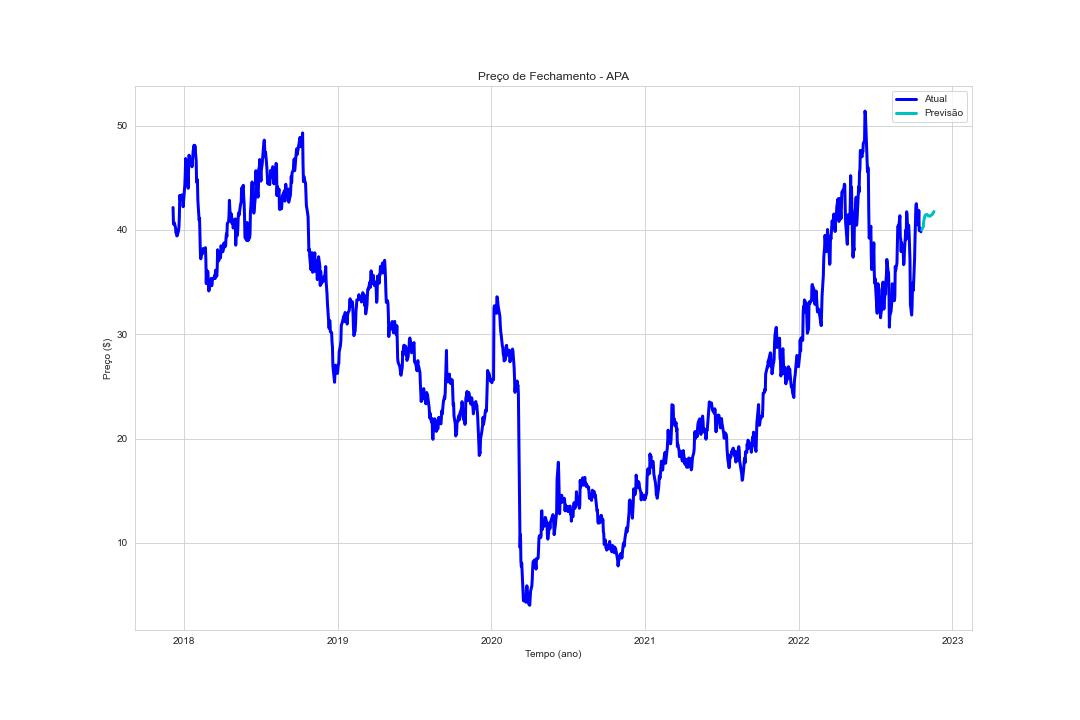 Preço de Fechamento - APA
Atual
Previsão
50
40
30
20
10
Preço ($)
2018 2019 2020 2021 2022 2023
Tempo (ano)